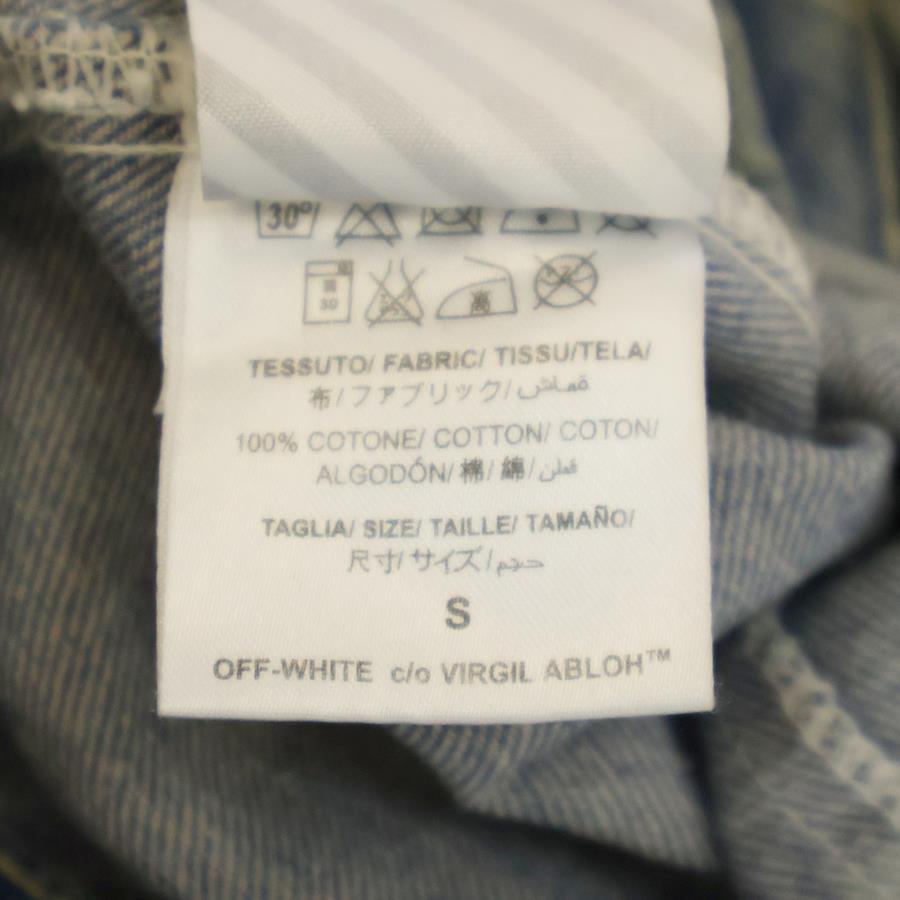 30°
30
高
TESSUTO/ FABRIC/ TISSU/TELA/
布/ファブリック/قماش
100% COTONE/ COTTON/ COTON/
ALGODÓN/棉/綿/قطن
TAGLIA/ SIZE/ TAILLE/ TAMAÑO/
尺寸/サイズ/حجم
S
OFF-WHITE c/o VIRGIL ABLOH™